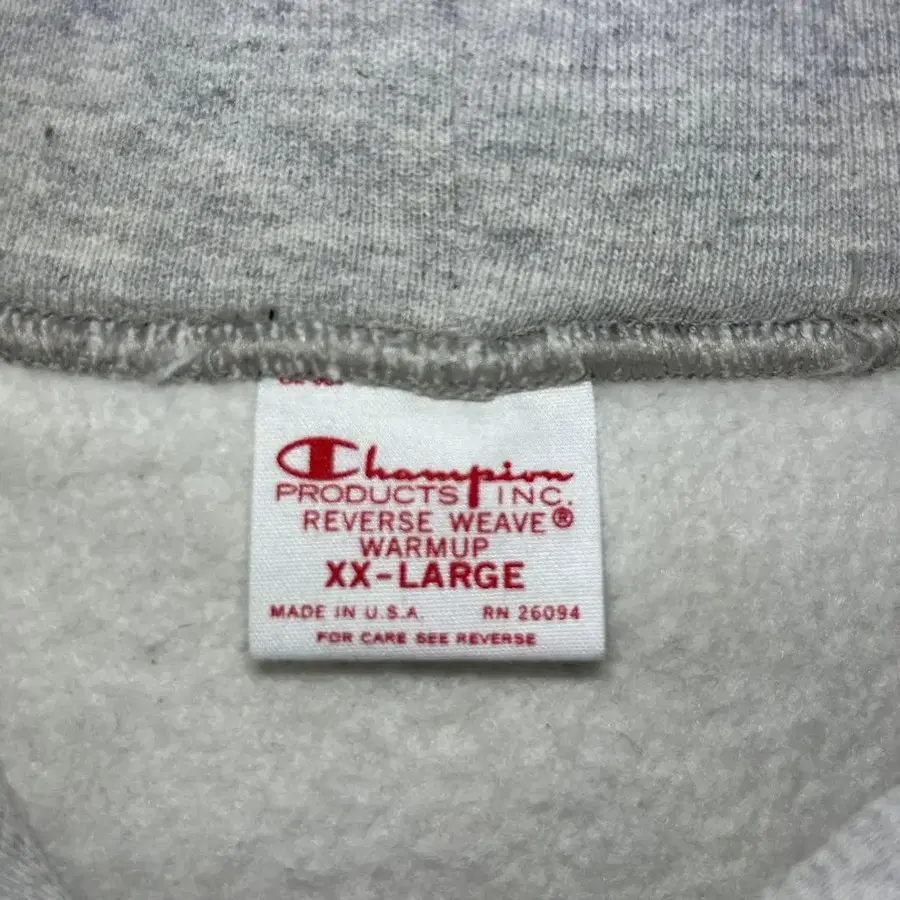 Champion
PRODUCTS INC.
REVERSE WEAVE®
WARMUP
XX-LARGE
MADE IN U.S.A. RN 26094
FOR CARE SEE REVERSE